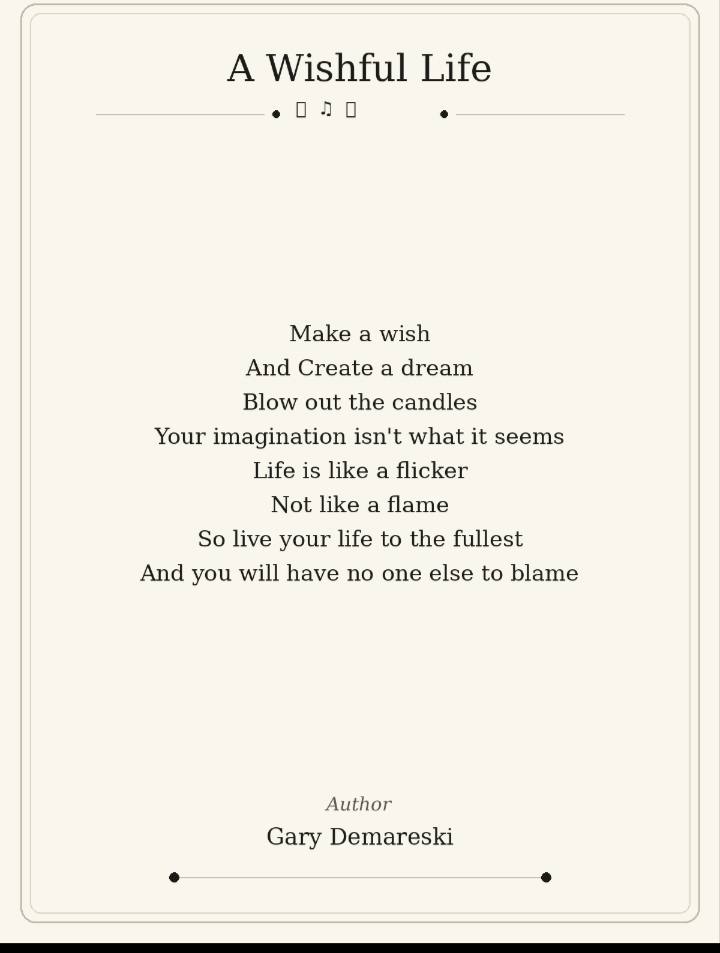 A Wishful Life
♫
Make a wish
And Create a dream
Blow out the candles
Your imagination isn't what it seems
Life is like a flicker
Not like a flame
So live your life to the fullest
And you will have no one else to blame
Author
Gary Demareski